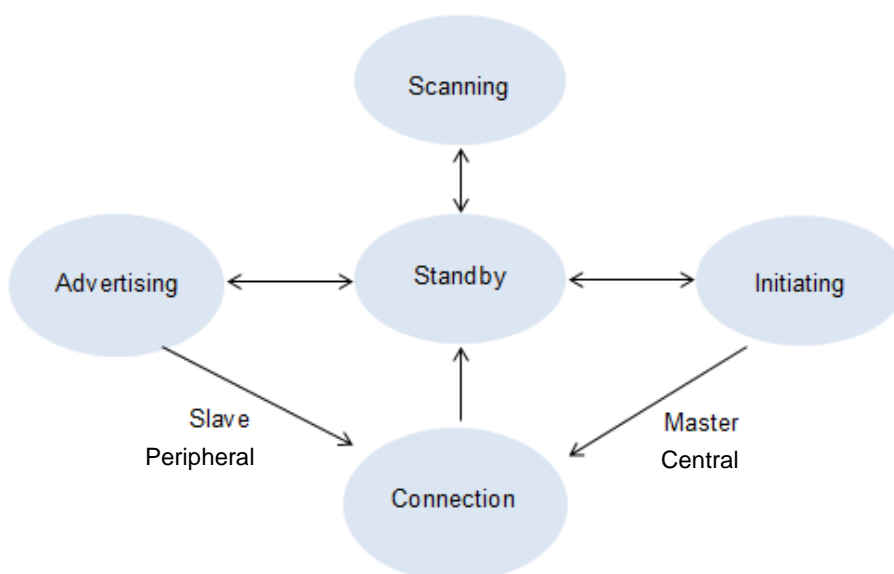 Scanning
Advertising
Standby
Initiating
Slave
Peripheral
Master
Central
Connection